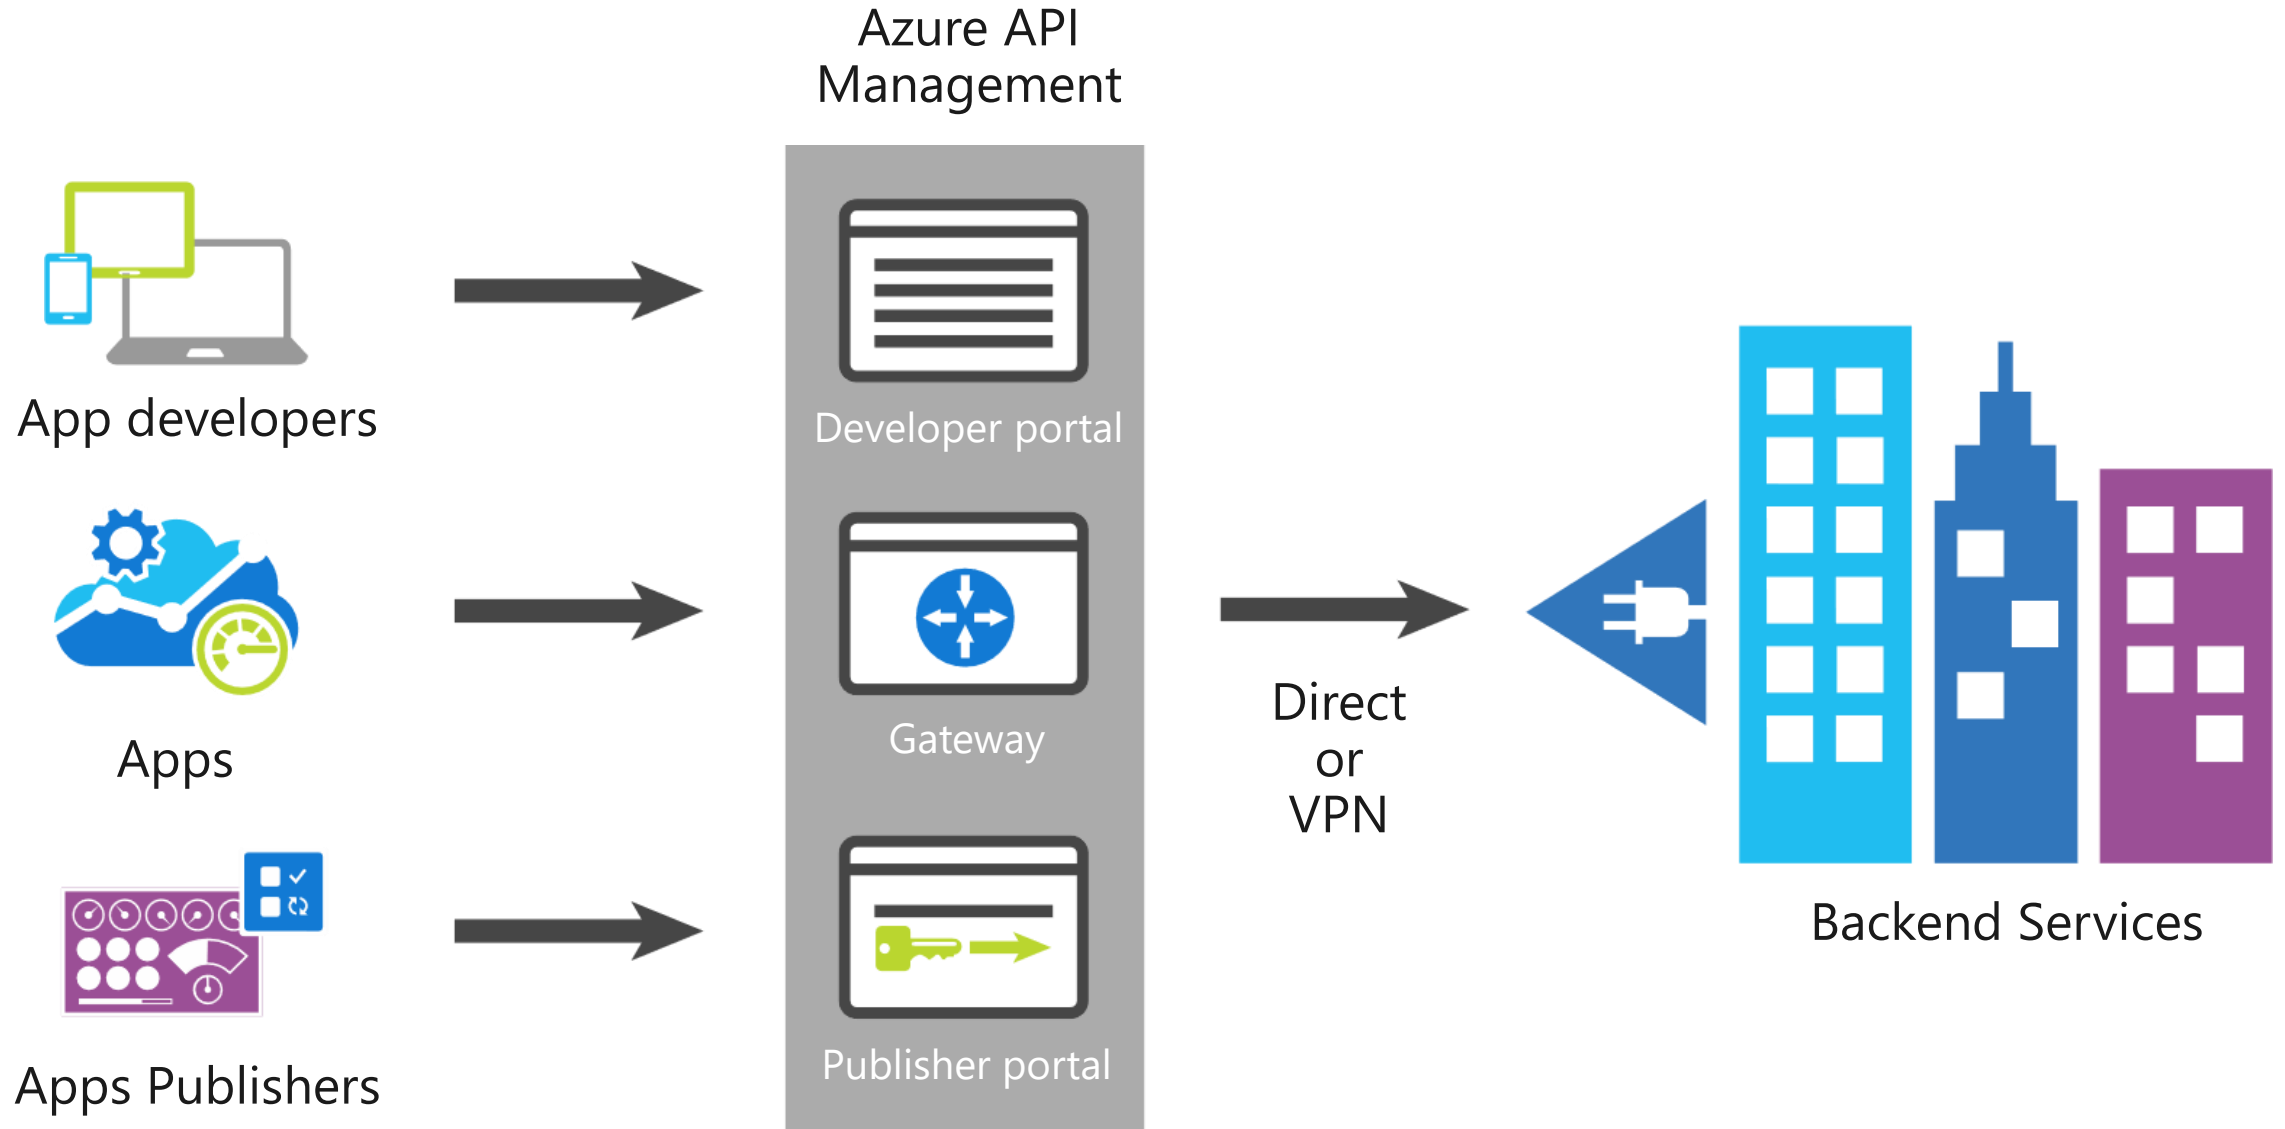 Azure API
Management
App developers
Developer portal
Apps
Gateway
Direct
or
VPN
Backend Services
Apps Publishers
Publisher portal